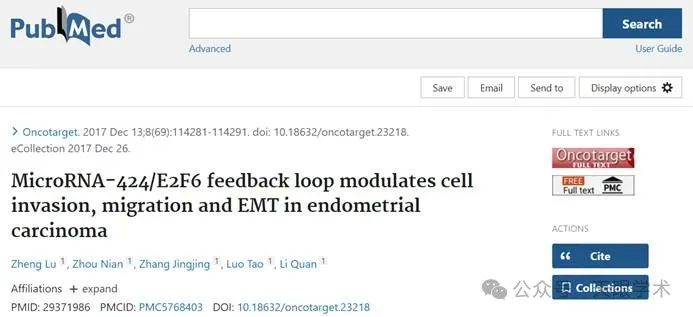 PubMed®
Search
Advanced
User Guide
Save
Email
Send to
Display options
> Oncotarget. 2017 Dec 13;8(69):114281-114291. doi: 10.18632/oncotarget.23218.
eCollection 2017 Dec 26.
MicroRNA-424/E2F6 feedback loop modulates cell
invasion, migration and EMT in endometrial
carcinoma
Zheng Lu 1, Zhou Nian 1, Zhang Jingjing 1, Luo Tao 1, Li Quan 1
Affiliations + expand
PMID: 29371986 PMCID: PMC5768403 DOI: 10.18632/oncotarget.23218
FULL TEXT LINKS
Oncotarget
FULL TEXT
FREE
Full text PMC
ACTIONS
Cite
Collections
公众号
学术